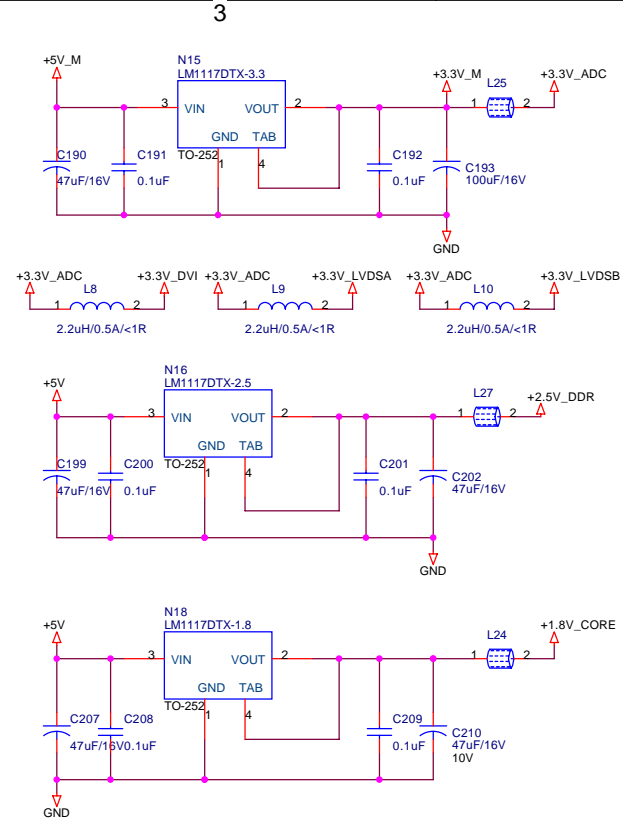 3
+5V_M
N15
LM1117DTX-3.3
+3.3V_M
L25
+3.3V_ADC
3 VIN VOUT 2
1 2
GND TAB
TO-252
1 4
C190
47uF/16V
C191
0.1uF
C192
0.1uF
C193
100uF/16V
GND
+3.3V_ADC +3.3V_DVI +3.3V_ADC +3.3V_LVDSA +3.3V_ADC +3.3V_LVDSB
L8 L9 L10
1 2 1 2 1 2
2.2uH/0.5A/<1R 2.2uH/0.5A/<1R 2.2uH/0.5A/<1R
+5V
N16
LM1117DTX-2.5
L27
+2.5V_DDR
3 VIN VOUT 2
1 2
GND TAB
TO-252
1 4
C199
47uF/16V
C200
0.1uF
C201
0.1uF
C202
47uF/16V
GND
+5V
N18
LM1117DTX-1.8
L24
+1.8V_CORE
3 VIN VOUT 2
1 2
GND TAB
TO-252
1 4
C207
47uF/16V
C208
0.1uF
C209
0.1uF
C210
47uF/16V
10V
GND